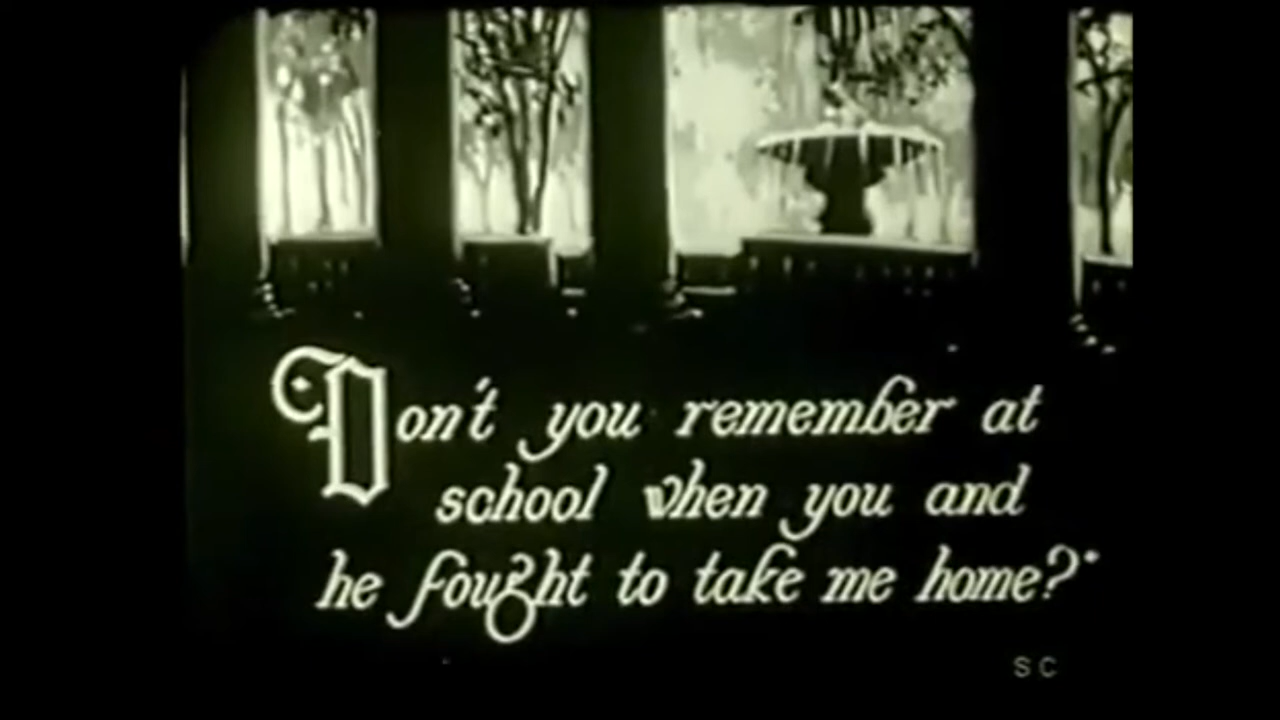 Don't you remember at
school when you and
he fought to take me home?"
SC